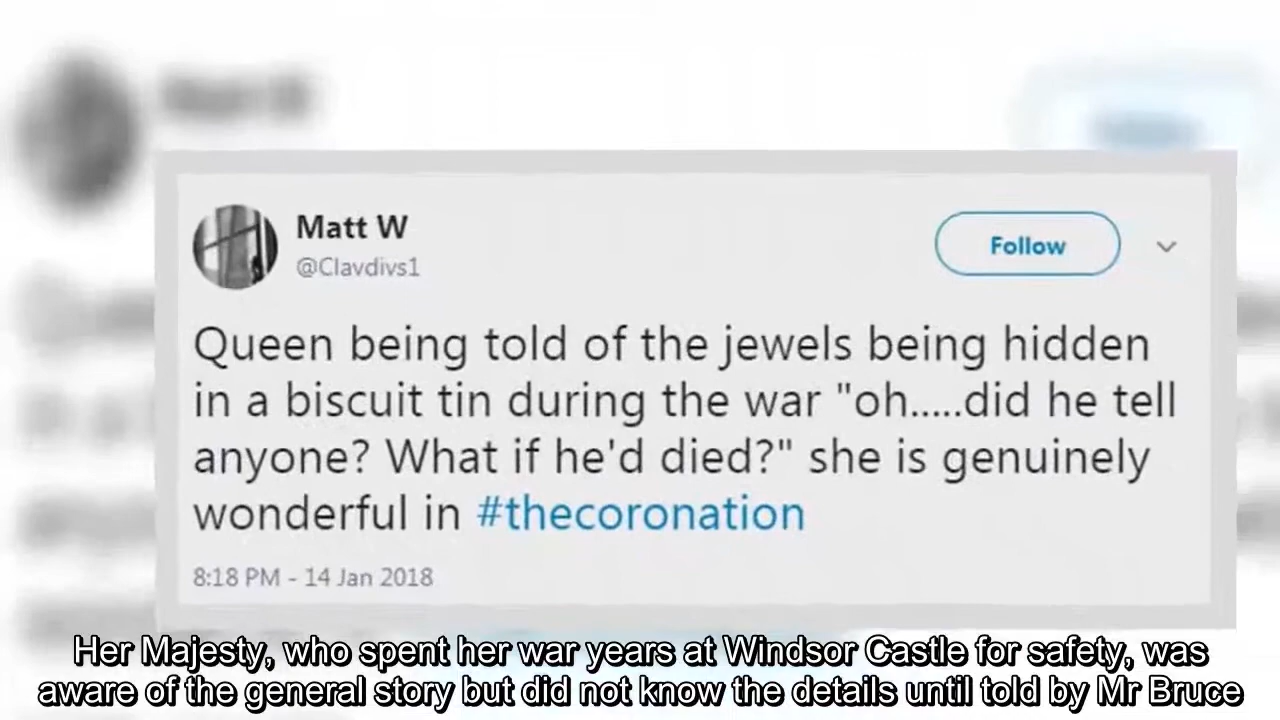 Matt W
@Clavdivs1
Follow
Queen being told of the jewels being hidden
in a biscuit tin during the war "oh.....did he tell
anyone? What if he'd died?" she is genuinely
wonderful in #thecoronation
8:18 PM - 14 Jan 2018
Her Majesty, who spent her war years at Windsor Castle for safety, was
aware of the general story but did not know the details until told by Mr Bruce